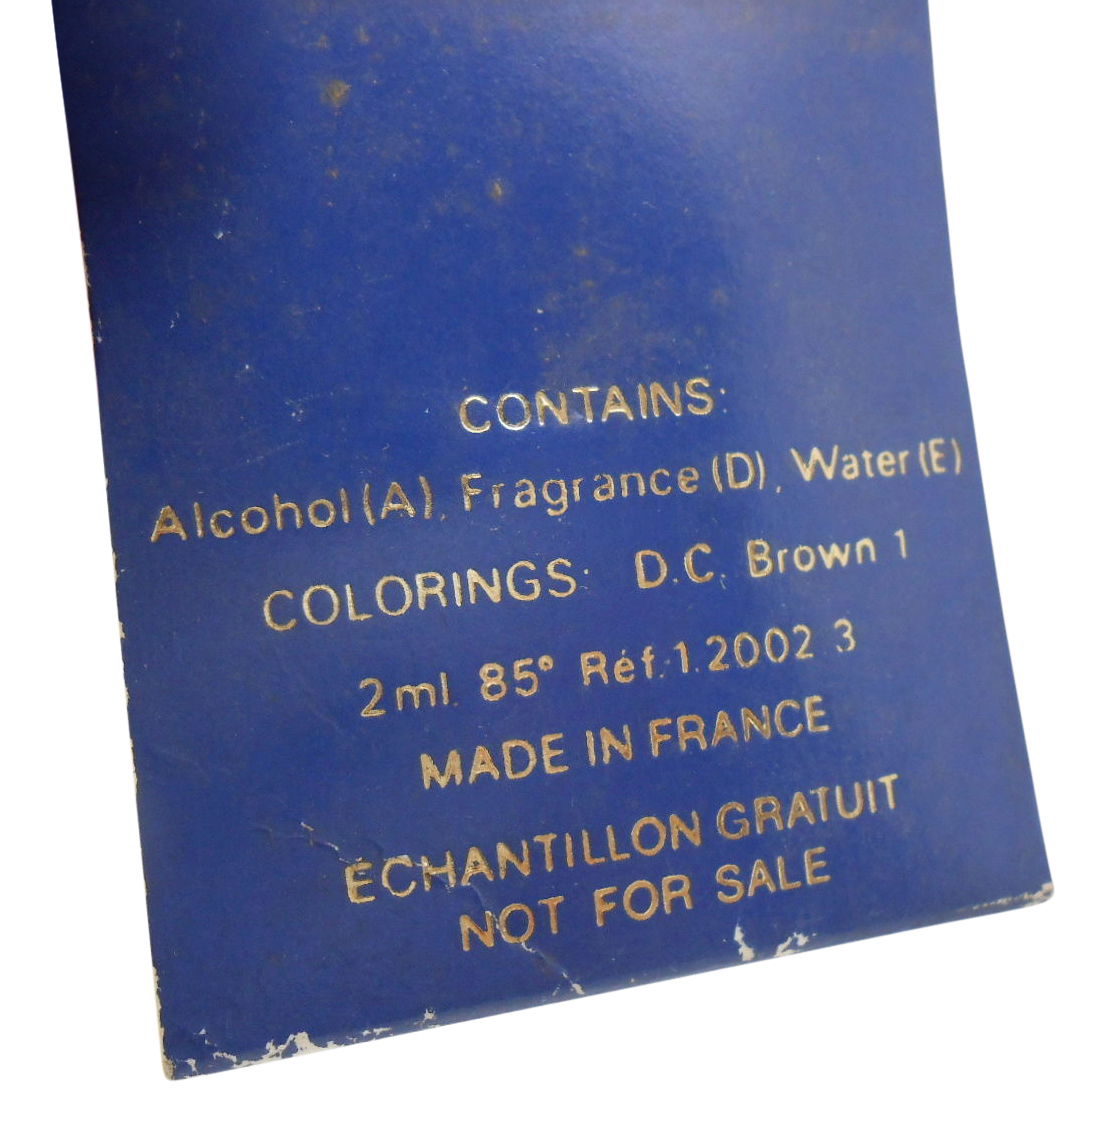 CONTAINS:
Alcohol (A), Fragrance (D), Water (E)
COLORINGS: D.C. Brown 1
2 ml. 85° Réf. 1.2002.3
MADE IN FRANCE
ÉCHANTILLON GRATUIT
NOT FOR SALE